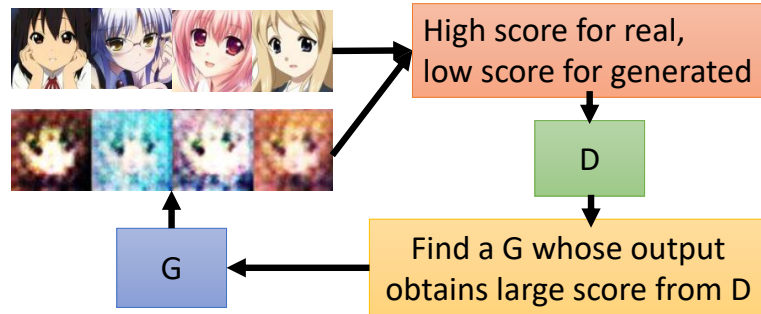 High score for real,
low score for generated
D
Find a G whose output
obtains large score from D
G